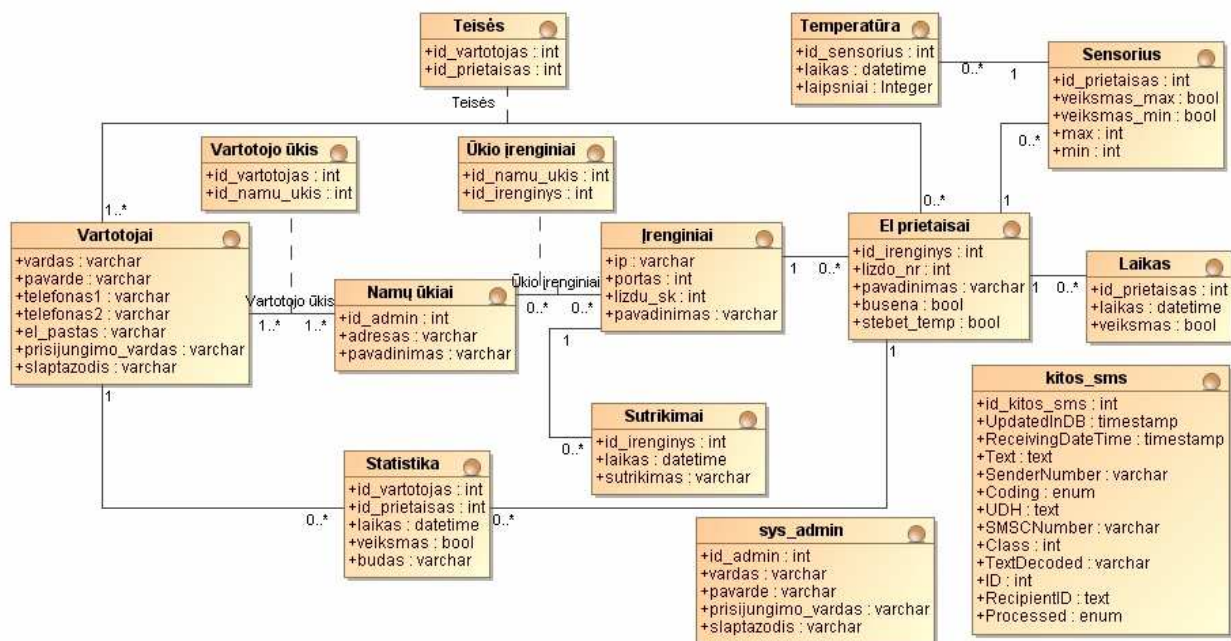 Teisės
+id_vartotojas : int
+id_prietaisas : int
Teisės
Temperatūra
+id_sensorius : int
+laikas : datetime
+laipsniai : Integer
0..*
1
Sensorius
+id_prietaisas : int
+veiksmas_max : bool
+veiksmas_min : bool
+max : int
+min : int
0..*
1
Vartotojo ūkis
+id_vartotojas : int
+id_namu_ukis : int
Ūkio įrenginiai
+id_namu_ukis : int
+id_irenginys : int
1..*
0..*
Vartotojai
+vardas : varchar
+pavarde : varchar
+telefonas1 : varchar
+telefonas2 : varchar
+el_pastas : varchar
+prisijungimo_vardas : varchar
+slaptazodis : varchar
Vartotojo ūkis
1..*
1..*
Namų ūkiai
+id_admin : int
+adresas : varchar
+pavadinimas : varchar
Ūkio įrenginiai
0..*
0..*
Įrenginiai
+ip : varchar
+portas : int
+lizdu_sk : int
+pavadinimas : varchar
1
0..*
El prietaisai
+id_irenginys : int
+lizdo_nr : int
+pavadinimas : varchar
+busena : bool
+stebet_temp : bool
1
0..*
Laikas
+id_prietaisas : int
+laikas : datetime
+veiksmas : bool
1
1
1
0..*
Sutrikimai
+id_irenginys : int
+laikas : datetime
+sutrikimas : varchar
Statistika
+id_vartotojas : int
+id_prietaisas : int
+laikas : datetime
+veiksmas : bool
+budas : varchar
0..*
0..*
sys_admin
+id_admin : int
+vardas : varchar
+pavarde : varchar
+prisijungimo_vardas : varchar
+slaptazodis : varchar
kitos_sms
+id_kitos_sms : int
+UpdatedInDB : timestamp
+ReceivingDateTime : timestamp
+Text : text
+SenderNumber : varchar
+Coding : enum
+UDH : text
+SMSCNumber : varchar
+Class : int
+TextDecoded : varchar
+ID : int
+RecipientID : text
+Processed : enum